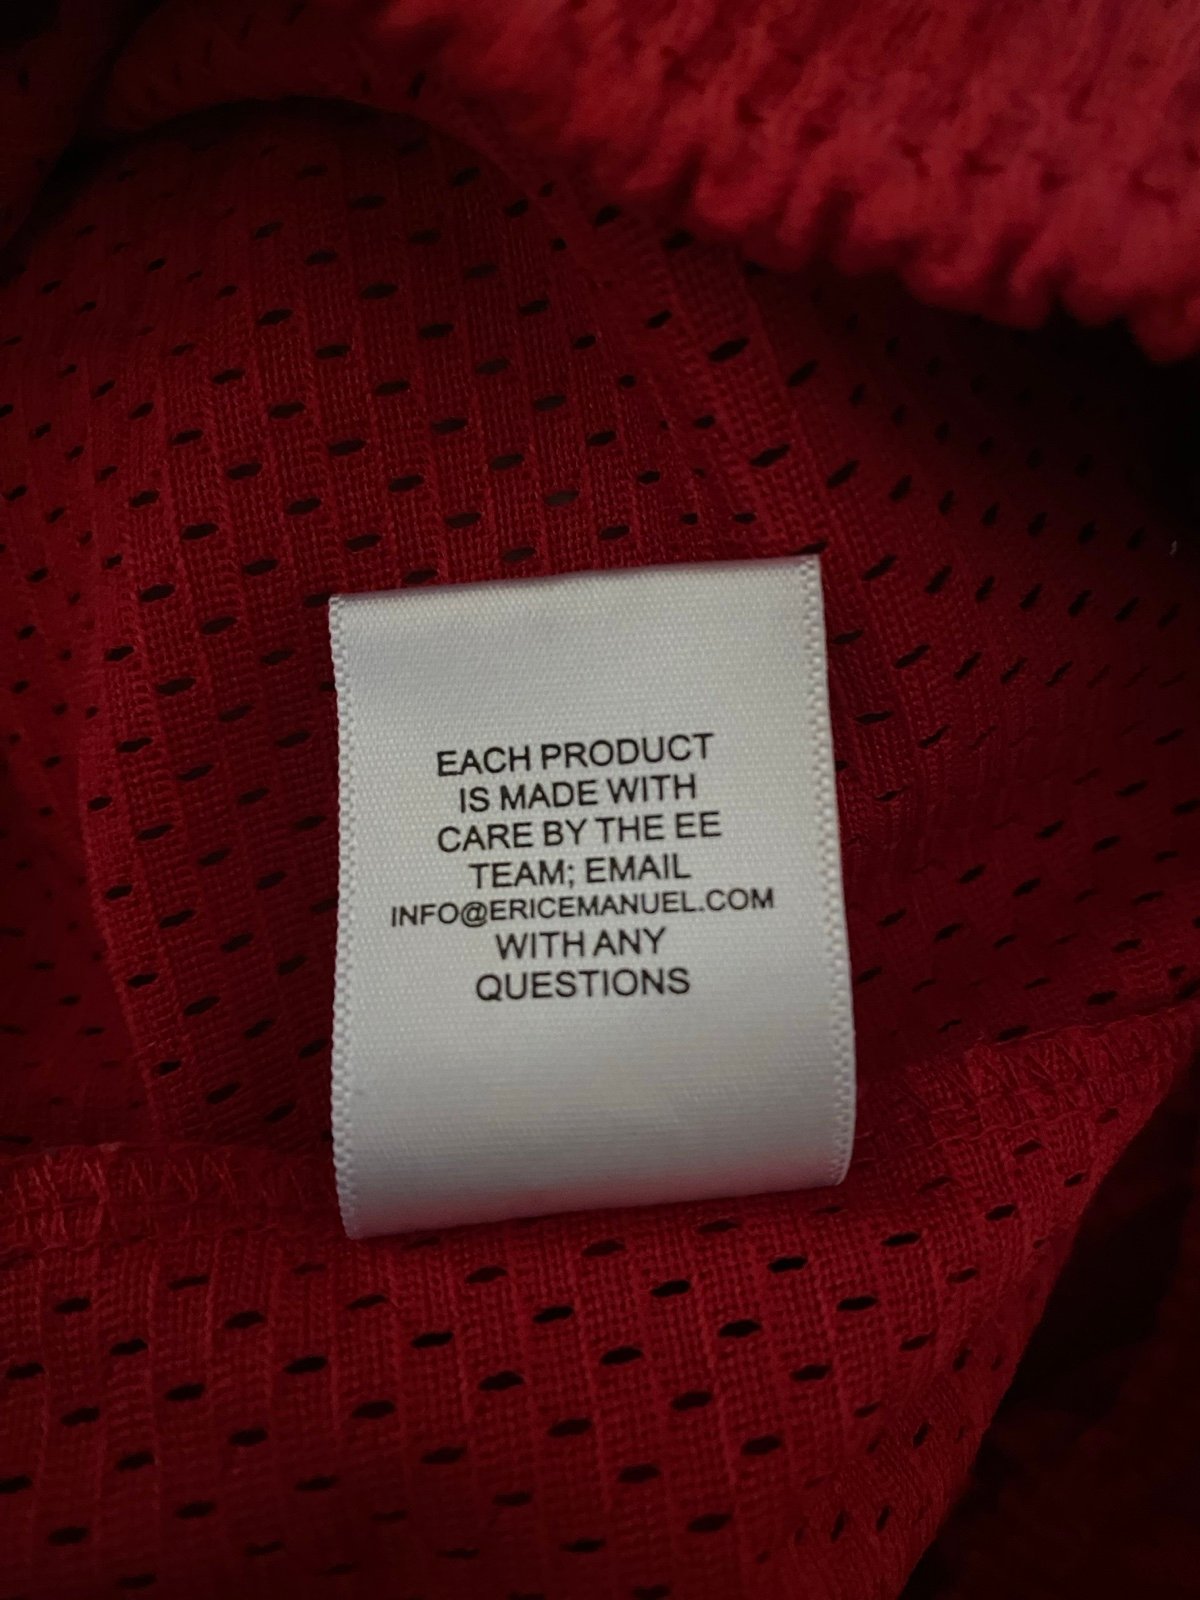 EACH PRODUCT
IS MADE WITH
CARE BY THE EE
TEAM; EMAIL
INFO@ERICEMANUEL.COM
WITH ANY
QUESTIONS